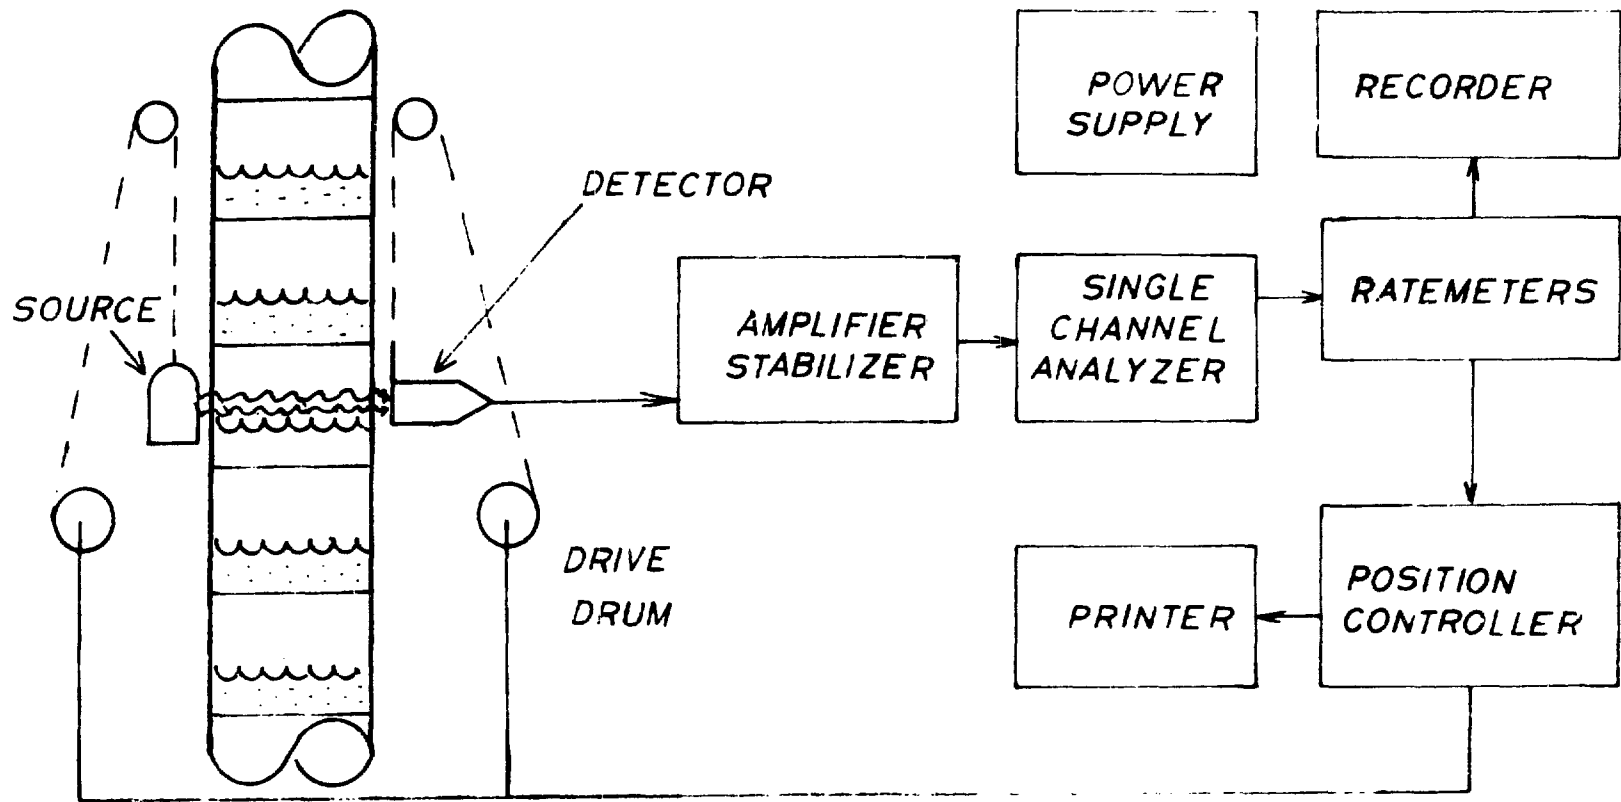 POWER
SUPPLY
RECORDER
DETECTOR
SOURCE
AMPLIFIER
STABILIZER
SINGLE
CHANNEL
ANALYZER
RATEMETERS
DRIVE
DRUM
PRINTER
POSITION
CONTROLLER